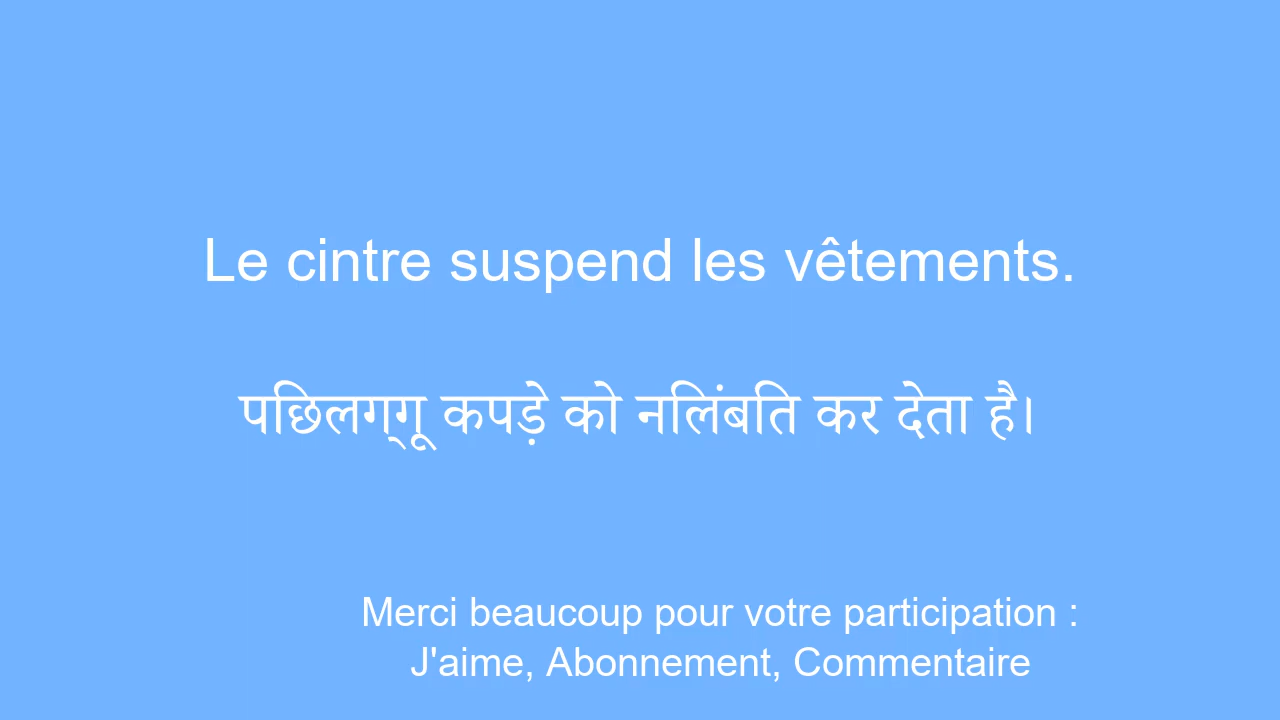 Le cintre suspend les vêtements.
पछिलग्‌गू कपड़े को नलिंबति कर देता है।
Merci beaucoup pour votre participation :
J'aime, Abonnement, Commentaire